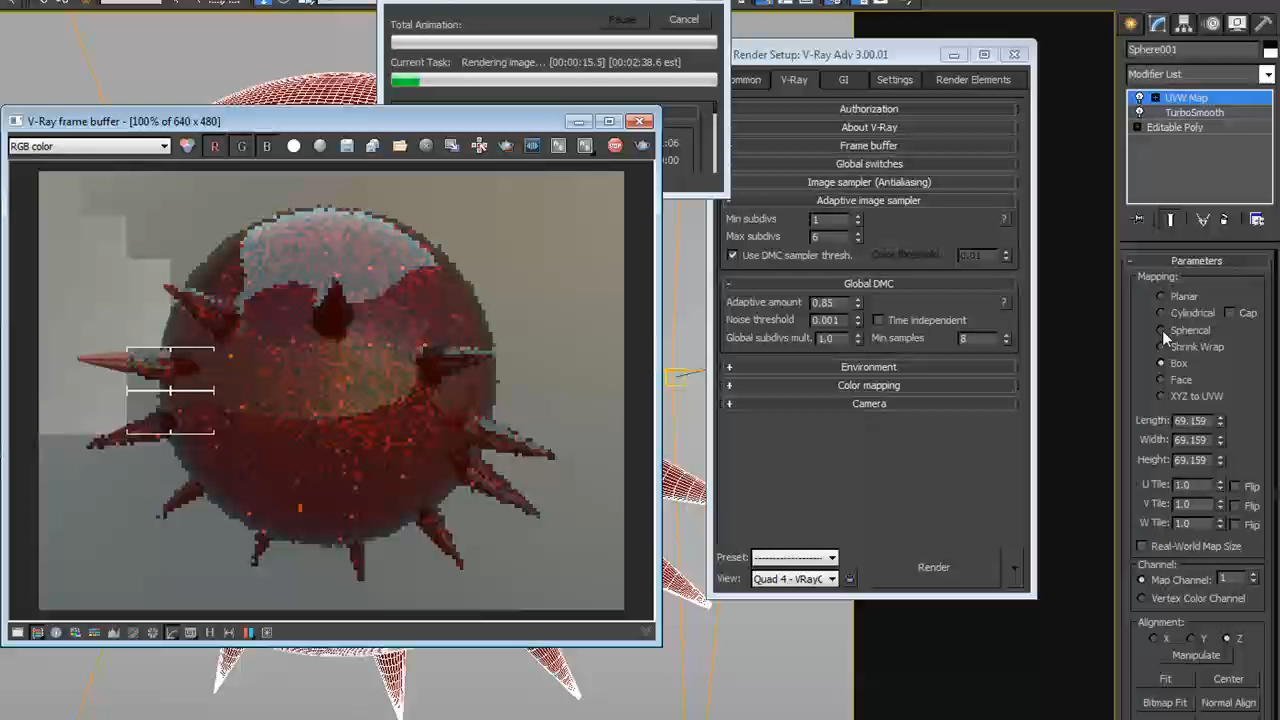 Total Animation:
Pause
Cancel
Current Task: Rendering image... [00:00:15.5] [00:02:38.6 est]
1:06
0:00
V-Ray frame buffer - [100% of 640 x 480]
RGB color
R G B
Render Setup: V-Ray Adv 3.00.01
ommon V-Ray GI Settings Render Elements
Authorization
About V-Ray
Frame buffer
Global switches
Image sampler (Antialiasing)
Adaptive image sampler
Min subdivs 1 ?
Max subdivs 6
Use DMC sampler thresh. Color threshold 0.01
Global DMC
Adaptive amount 0.85 ?
Noise threshold 0.001 Time independent
Global subdivs mult. 1.0 Min samples 8
Environment
Color mapping
Camera
Preset: --------------------
View: Quad 4 - VRayC
Render
Sphere001
Modifier List
UVW Map
TurboSmooth
Editable Poly
Parameters
Mapping:
Planar
Cylindrical Cap
Spherical
Shrink Wrap
Box
Face
XYZ to UVW
Length: 69.159
Width: 69.159
Height: 69.159
U Tile: 1.0 Flip
V Tile: 1.0 Flip
W Tile: 1.0 Flip
Real-World Map Size
Channel:
Map Channel: 1
Vertex Color Channel
Alignment:
X Y Z
Manipulate
Fit Center
Bitmap Fit Normal Align